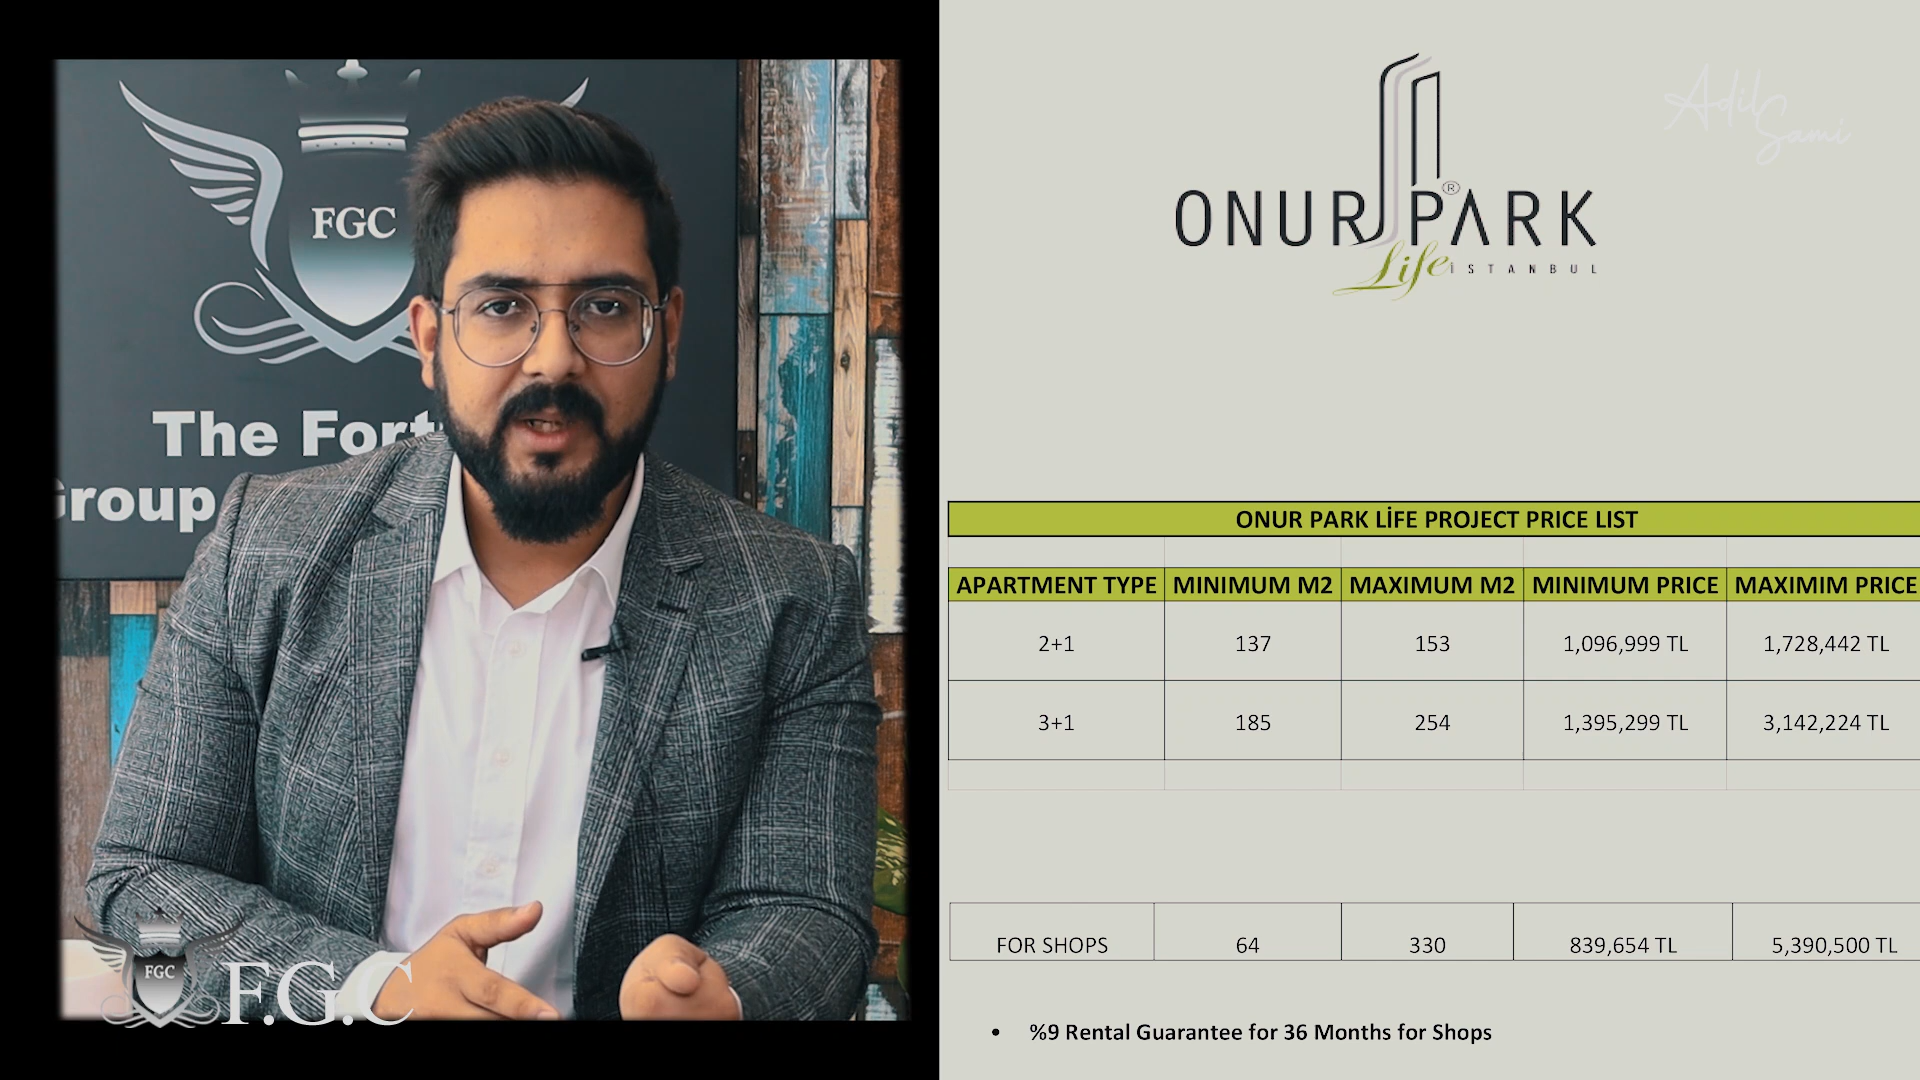 FGC
The Fort
Group
FGC
F.G.C
Adil
Sami
ONUR PARK
®
Life İSTANBUL
ONUR PARK LİFE PROJECT PRICE LIST
APARTMENT TYPE MINIMUM M2 MAXIMUM M2 MINIMUM PRICE MAXIMIM PRICE
2+1 137 153 1,096,999 TL 1,728,442 TL
3+1 185 254 1,395,299 TL 3,142,224 TL
FOR SHOPS 64 330 839,654 TL 5,390,500 TL
• %9 Rental Guarantee for 36 Months for Shops